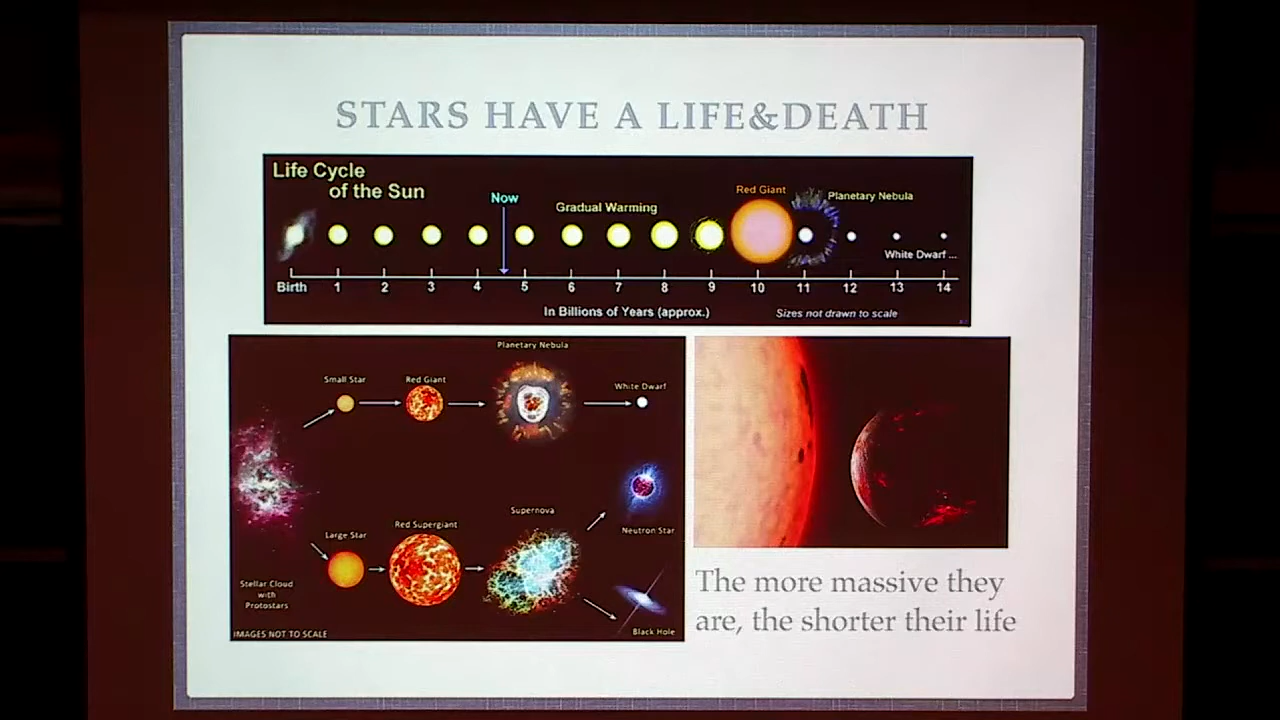 STARS HAVE A LIFE&DEATH
Life Cycle
of the Sun
Now
Gradual Warming
Red Giant
Planetary Nebula
White Dwarf ...
Birth 1 2 3 4 5 6 7 8 9 10 11 12 13 14
In Billions of Years (approx.)
Sizes not drawn to scale
Planetary Nebula
Small Star
Red Giant
White Dwarf
Neutron Star
Supernova
Red Supergiant
Large Star
Stellar Cloud
with
Protostars
Black Hole
IMAGES NOT TO SCALE
The more massive they
are, the shorter their life